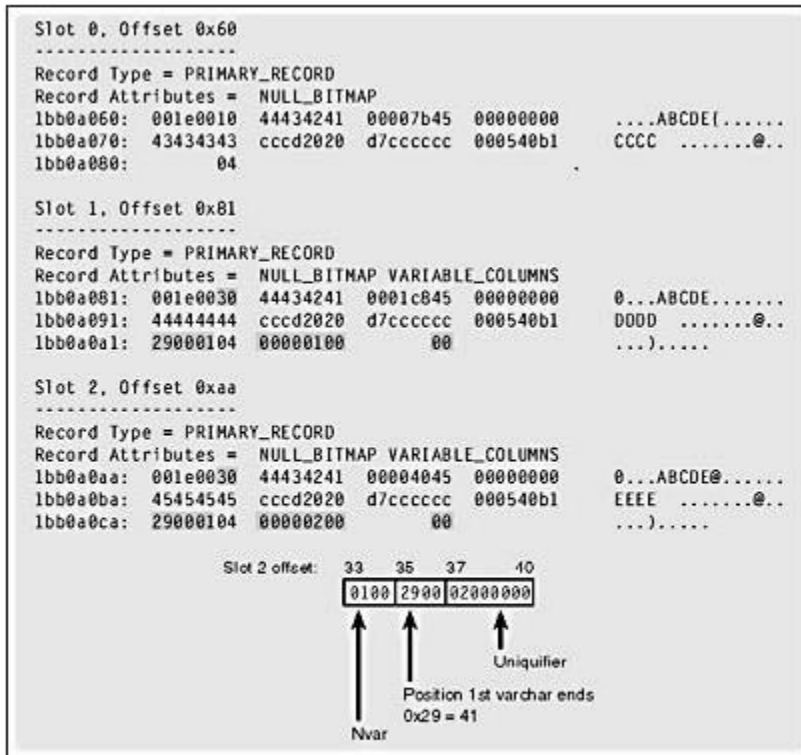 Slot 0, Offset 0x60
-------------------
Record Type = PRIMARY_RECORD
Record Attributes =  NULL_BITMAP
1bb0a060:  001e0010  44434241  00007b45  00000000  ....ABCDE{......
1bb0a070:  43434343  cccd2020  d7cccccc  000540b1  CCCC  .......@..
1bb0a080:        04  .
Slot 1, Offset 0x81
-------------------
Record Type = PRIMARY_RECORD
Record Attributes =  NULL_BITMAP VARIABLE_COLUMNS
1bb0a081:  001e0030  44434241  0001c845  00000000  0...ABCDE.......
1bb0a091:  44444444  cccd2020  d7cccccc  000540b1  DDDD  .......@..
1bb0a0a1:  29000104  00000100        00  ...).....
Slot 2, Offset 0xaa
-------------------
Record Type = PRIMARY_RECORD
Record Attributes =  NULL_BITMAP VARIABLE_COLUMNS
1bb0a0aa:  001e0030  44434241  00004045  00000000  0...ABCDE@......
1bb0a0ba:  45454545  cccd2020  d7cccccc  000540b1  EEEE  .......@..
1bb0a0ca:  29000104  00000200        00  ...).....
Slot 2 offset:  33  35  37  40
0100 2900 02000000
Uniquifier
Position 1st varchar ends
0x29 = 41
Nvar